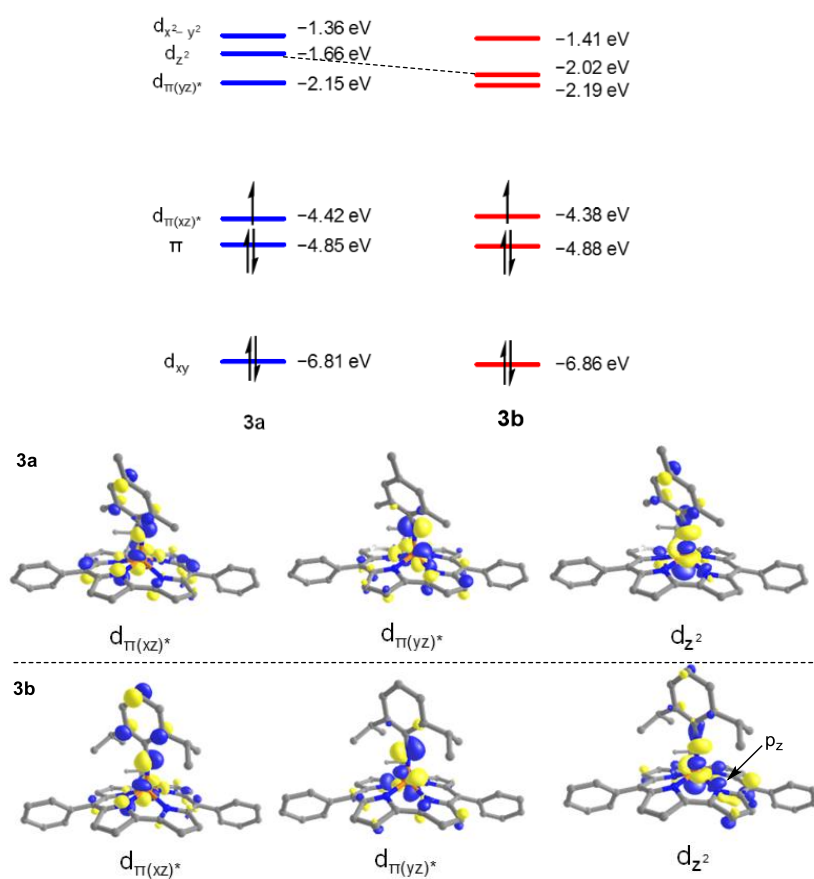 dx²– y² −1.36 eV −1.41 eV
dz² −1.66 eV −2.02 eV
dπ(yz)* −2.15 eV −2.19 eV
dπ(xz)* −4.42 eV −4.38 eV
π −4.85 eV −4.88 eV
dxy −6.81 eV −6.86 eV
3a 3b
3a
dπ(xz)* dπ(yz)* dz²
3b
pz
dπ(xz)* dπ(yz)* dz²